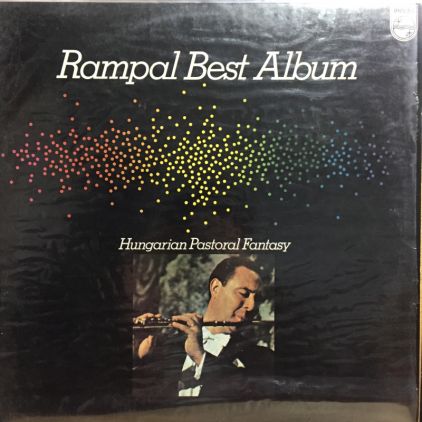 Rampal Best Album
Hungarian Pastoral Fantasy